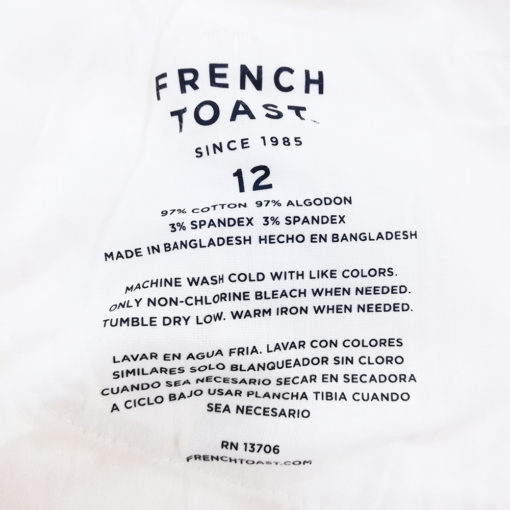 FRENCH
TOAST™
SINCE 1985
12
97% COTTON 97% ALGODON
3% SPANDEX 3% SPANDEX
MADE IN BANGLADESH HECHO EN BANGLADESH
MACHINE WASH COLD WITH LIKE COLORS.
ONLY NON-CHLORINE BLEACH WHEN NEEDED.
TUMBLE DRY LOW. WARM IRON WHEN NEEDED.
LAVAR EN AGUA FRIA. LAVAR CON COLORES
SIMILARES SOLO BLANQUEADOR SIN CLORO
CUANDO SEA NECESARIO SECAR EN SECADORA
A CICLO BAJO USAR PLANCHA TIBIA CUANDO
SEA NECESARIO
RN 13706
FRENCHTOAST.COM